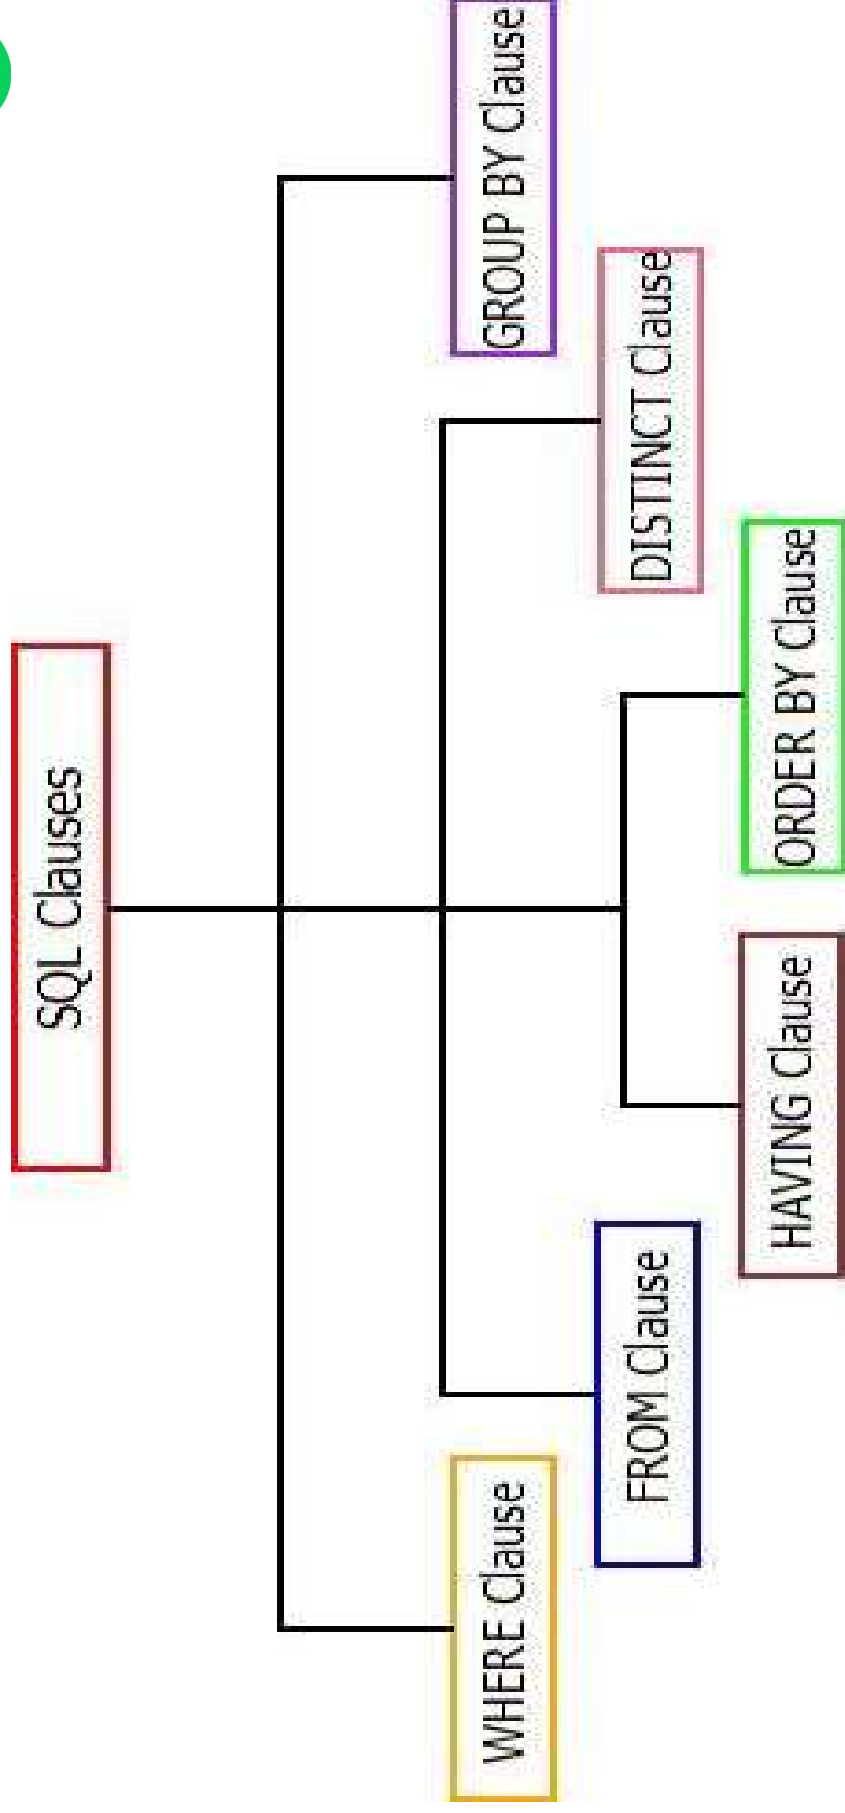 SQL Clauses
WHERE Clause
GROUP BY Clause
FROM Clause
DISTINCT Clause
HAVING Clause
ORDER BY Clause